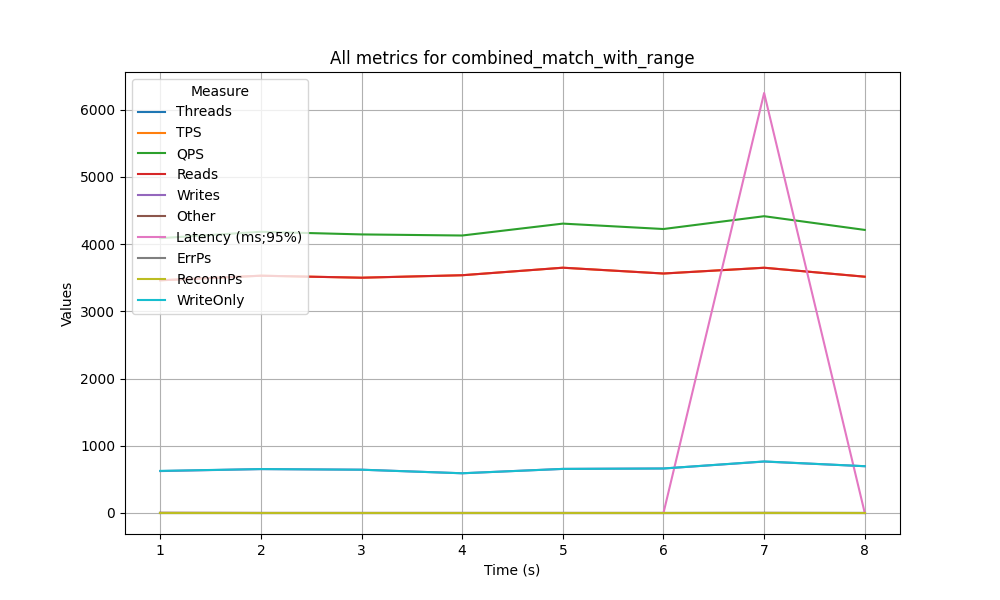 All metrics for combined_match_with_range
Measure
Threads
TPS
QPS
Reads
Writes
Other
Latency (ms;95%)
ErrPs
ReconnPs
WriteOnly
Values
6000
5000
4000
3000
2000
1000
0
1 2 3 4 5 6 7 8
Time (s)